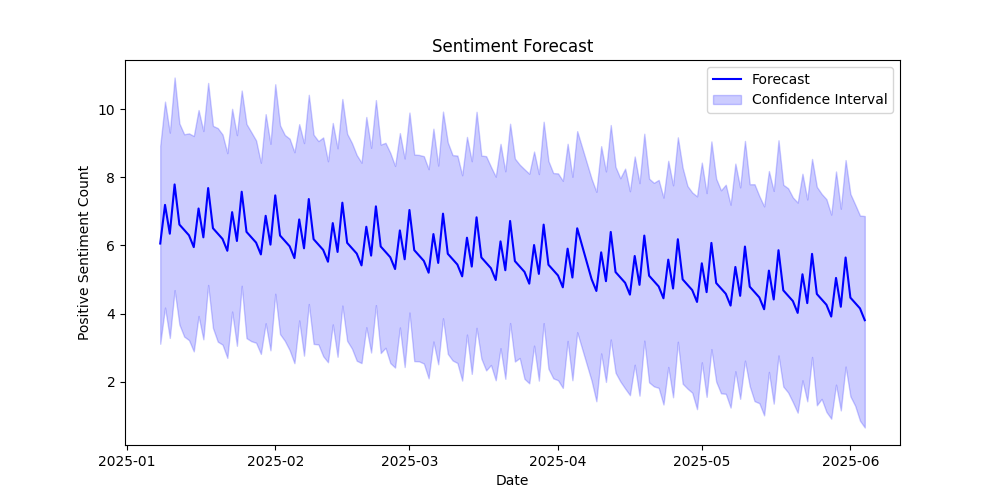 Sentiment Forecast
Forecast
Confidence Interval
Positive Sentiment Count
10
8
6
4
2
2025-01
2025-02
2025-03
2025-04
2025-05
2025-06
Date